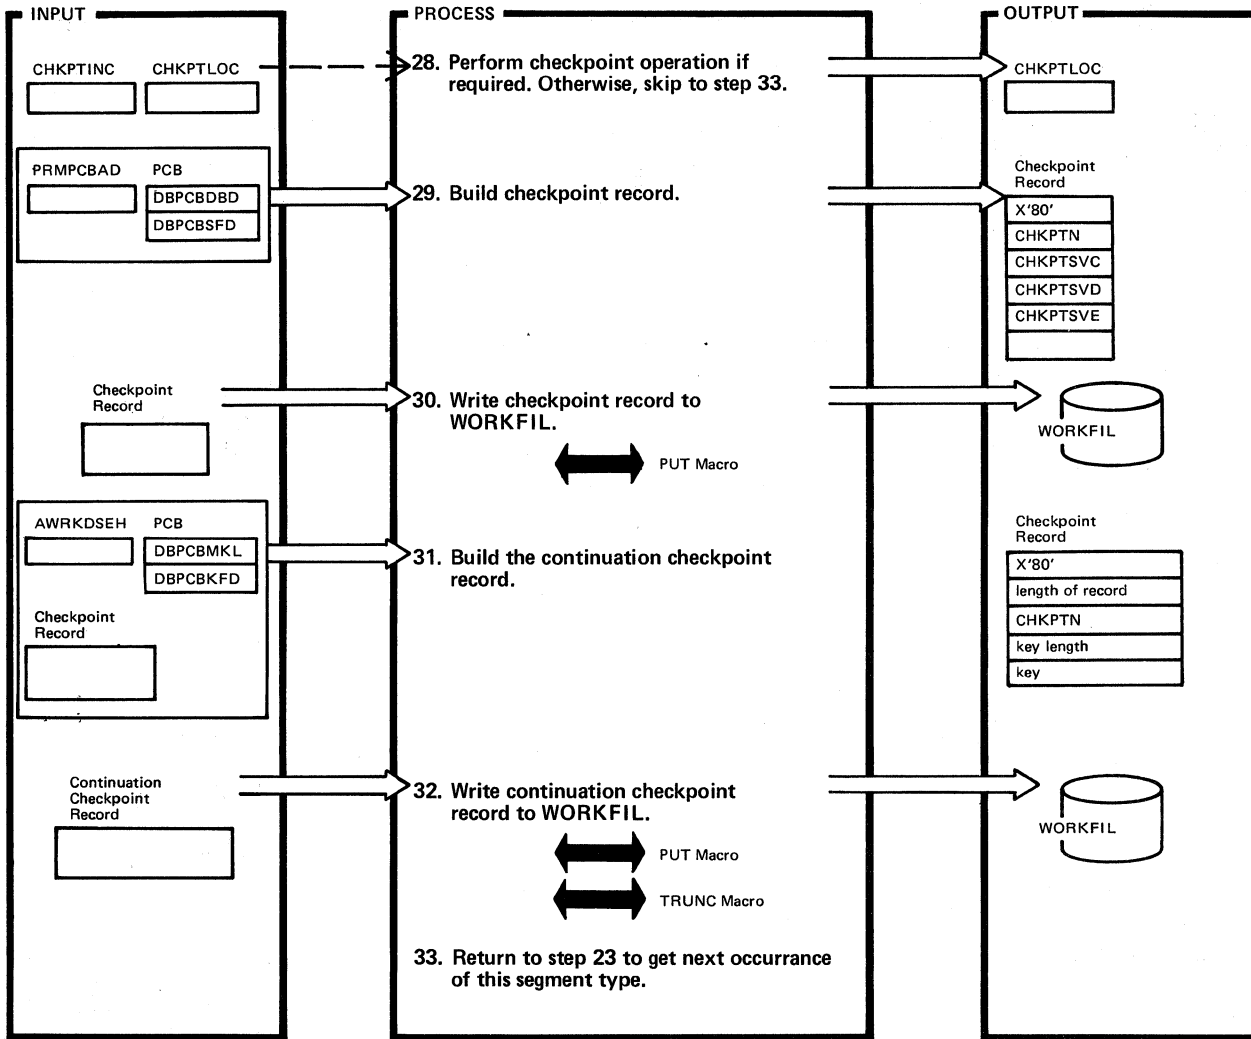 INPUT
PROCESS
OUTPUT
CHKPTINC
CHKPTLOC
28. Perform checkpoint operation if
required. Otherwise, skip to step 33.
CHKPTLOC
PRMPCBAD
PCB
DBPCBDBD
DBPCBSFD
29. Build checkpoint record.
Checkpoint
Record
X'80'
CHKPTN
CHKPTSVC
CHKPTSVD
CHKPTSVE
Checkpoint
Record
30. Write checkpoint record to
WORKFIL.
PUT Macro
WORKFIL
AWRKDSEH
PCB
DBPCBMKL
DBPCBKFD
Checkpoint
Record
31. Build the continuation checkpoint
record.
Checkpoint
Record
X'80'
length of record
CHKPTN
key length
key
Continuation
Checkpoint
Record
32. Write continuation checkpoint
record to WORKFIL.
PUT Macro
TRUNC Macro
WORKFIL
33. Return to step 23 to get next occurrance
of this segment type.